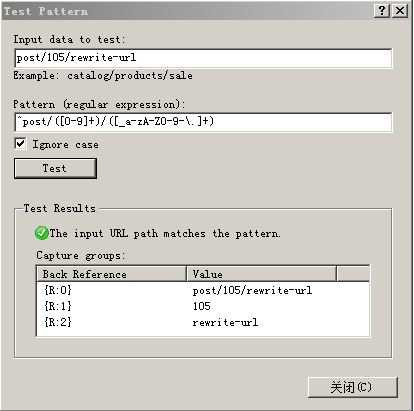 Test Pattern
Input data to test:
post/105/rewrite-url
Example: catalog/products/sale
Pattern (regular expression):
^post/([0-9]+)/([_a-zA-Z0-9-\.]+)
Ignore case
Test
Test Results
The input URL path matches the pattern.
Capture groups:
Back Reference Value
{R:0} post/105/rewrite-url
{R:1} 105
{R:2} rewrite-url
关闭(C)